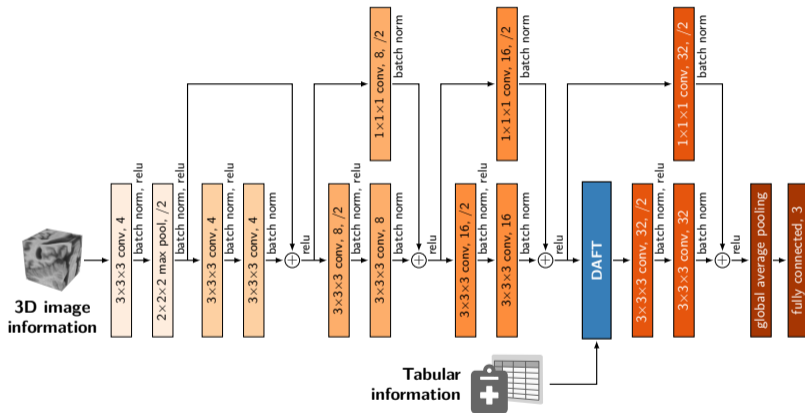 1×1×1 conv, 8, /2
batch norm
1×1×1 conv, 16, /2
batch norm
1×1×1 conv, 32, /2
batch norm
3D image
information
3×3×3 conv, 4
batch norm, relu
2×2×2 max pool, /2
batch norm, relu
3×3×3 conv, 4
batch norm, relu
3×3×3 conv, 4
batch norm
relu
3×3×3 conv, 8, /2
batch norm, relu
3×3×3 conv, 8
batch norm
relu
3×3×3 conv, 16, /2
batch norm, relu
3×3×3 conv, 16
batch norm
relu
DAFT
3×3×3 conv, 32, /2
batch norm, relu
3×3×3 conv, 32
batch norm
relu
global average pooling
fully connected, 3
Tabular
information